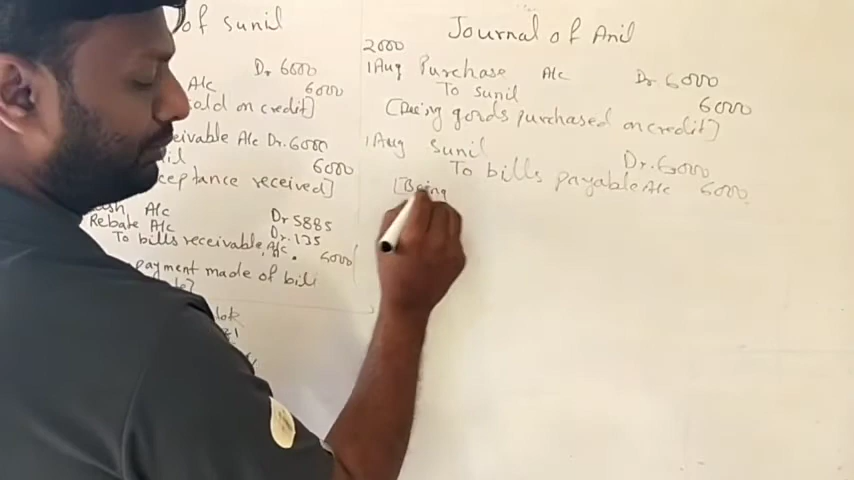 of sunil
Dr 6000
A/c 6000
sold on credit]
eivable A/c Dr. 6000
il 6000
ceptance received]
A/c Dr 5885
Rebate A/c Dr. 135
To bills receivable A/c. 6000
payment made of bill
Journal of Anil
2000
1 Aug Purchase A/c Dr. 6000
To sunil 6000
[Being goods purchased on credit]
1 Aug sunil Dr. 6000
To bills payable A/c 6000
[Being